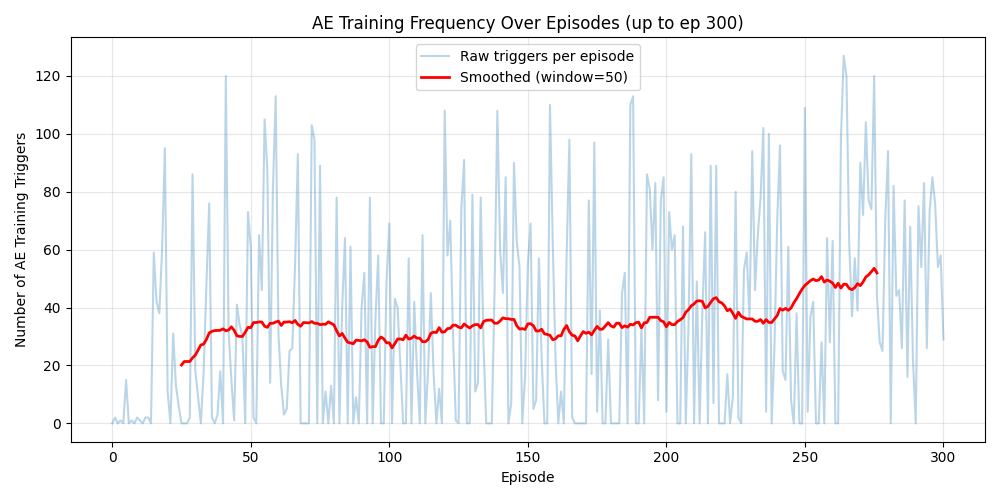 AE Training Frequency Over Episodes (up to ep 300)
Raw triggers per episode
Smoothed (window=50)
Number of AE Training Triggers
120
100
80
60
40
20
0
0 50 100 150 200 250 300
Episode